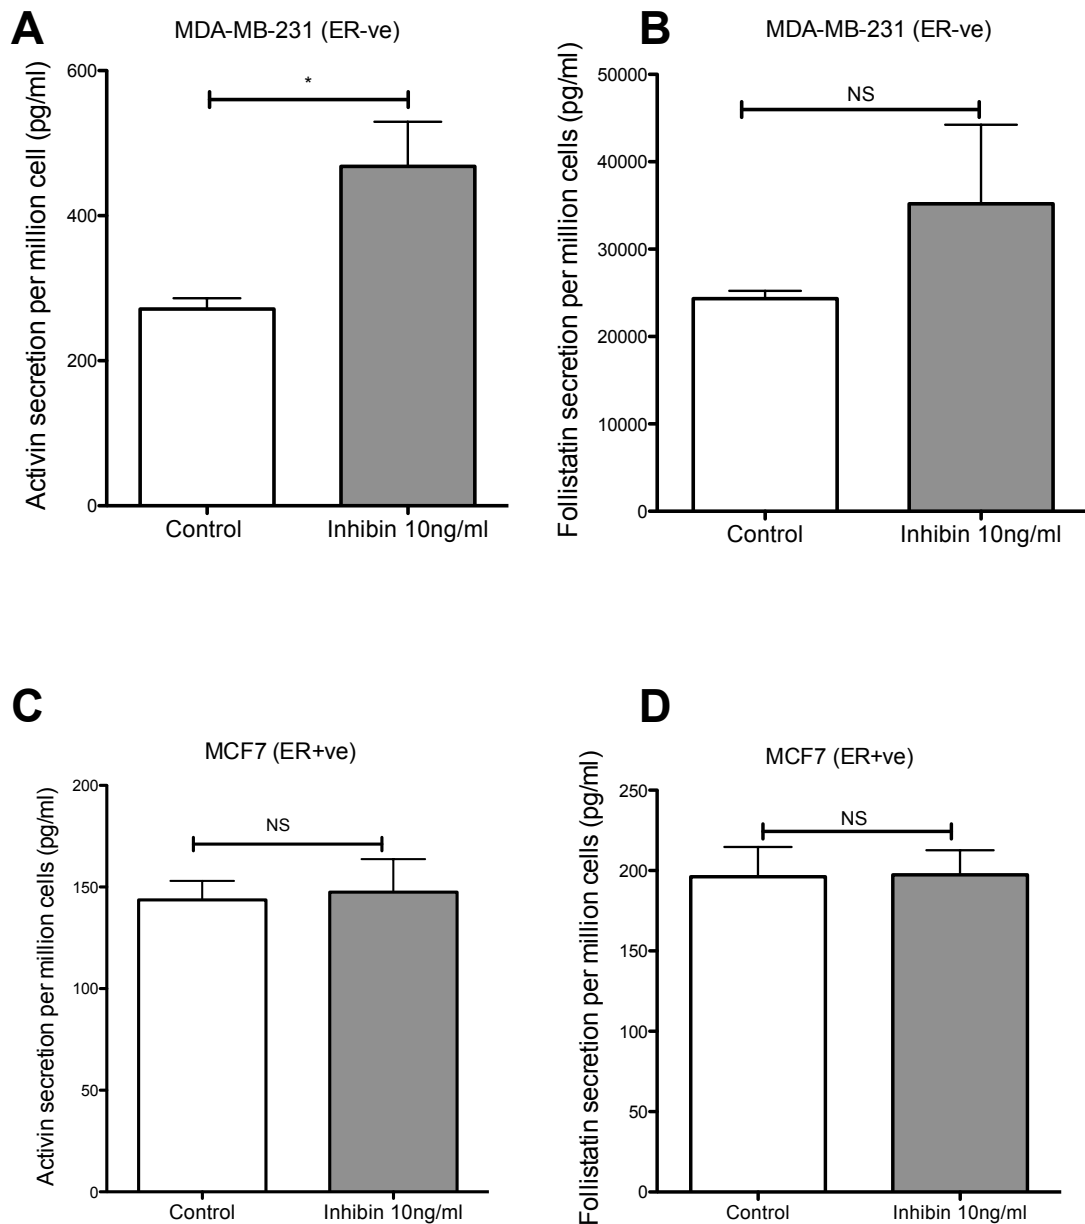 A
MDA-MB-231 (ER-ve)
Activin secretion per million cell (pg/ml)
600
400
200
0
*
Control
Inhibin 10ng/ml
B
MDA-MB-231 (ER-ve)
Follistatin secretion per million cells (pg/ml)
50000
40000
30000
20000
10000
0
NS
Control
Inhibin 10ng/ml
C
MCF7 (ER+ve)
Activin secretion per million cells (pg/ml)
200
150
100
50
0
NS
Control
Inhibin 10ng/ml
D
MCF7 (ER+ve)
Follistatin secretion per million cells (pg/ml)
250
200
150
100
50
0
NS
Control
Inhibin 10ng/ml